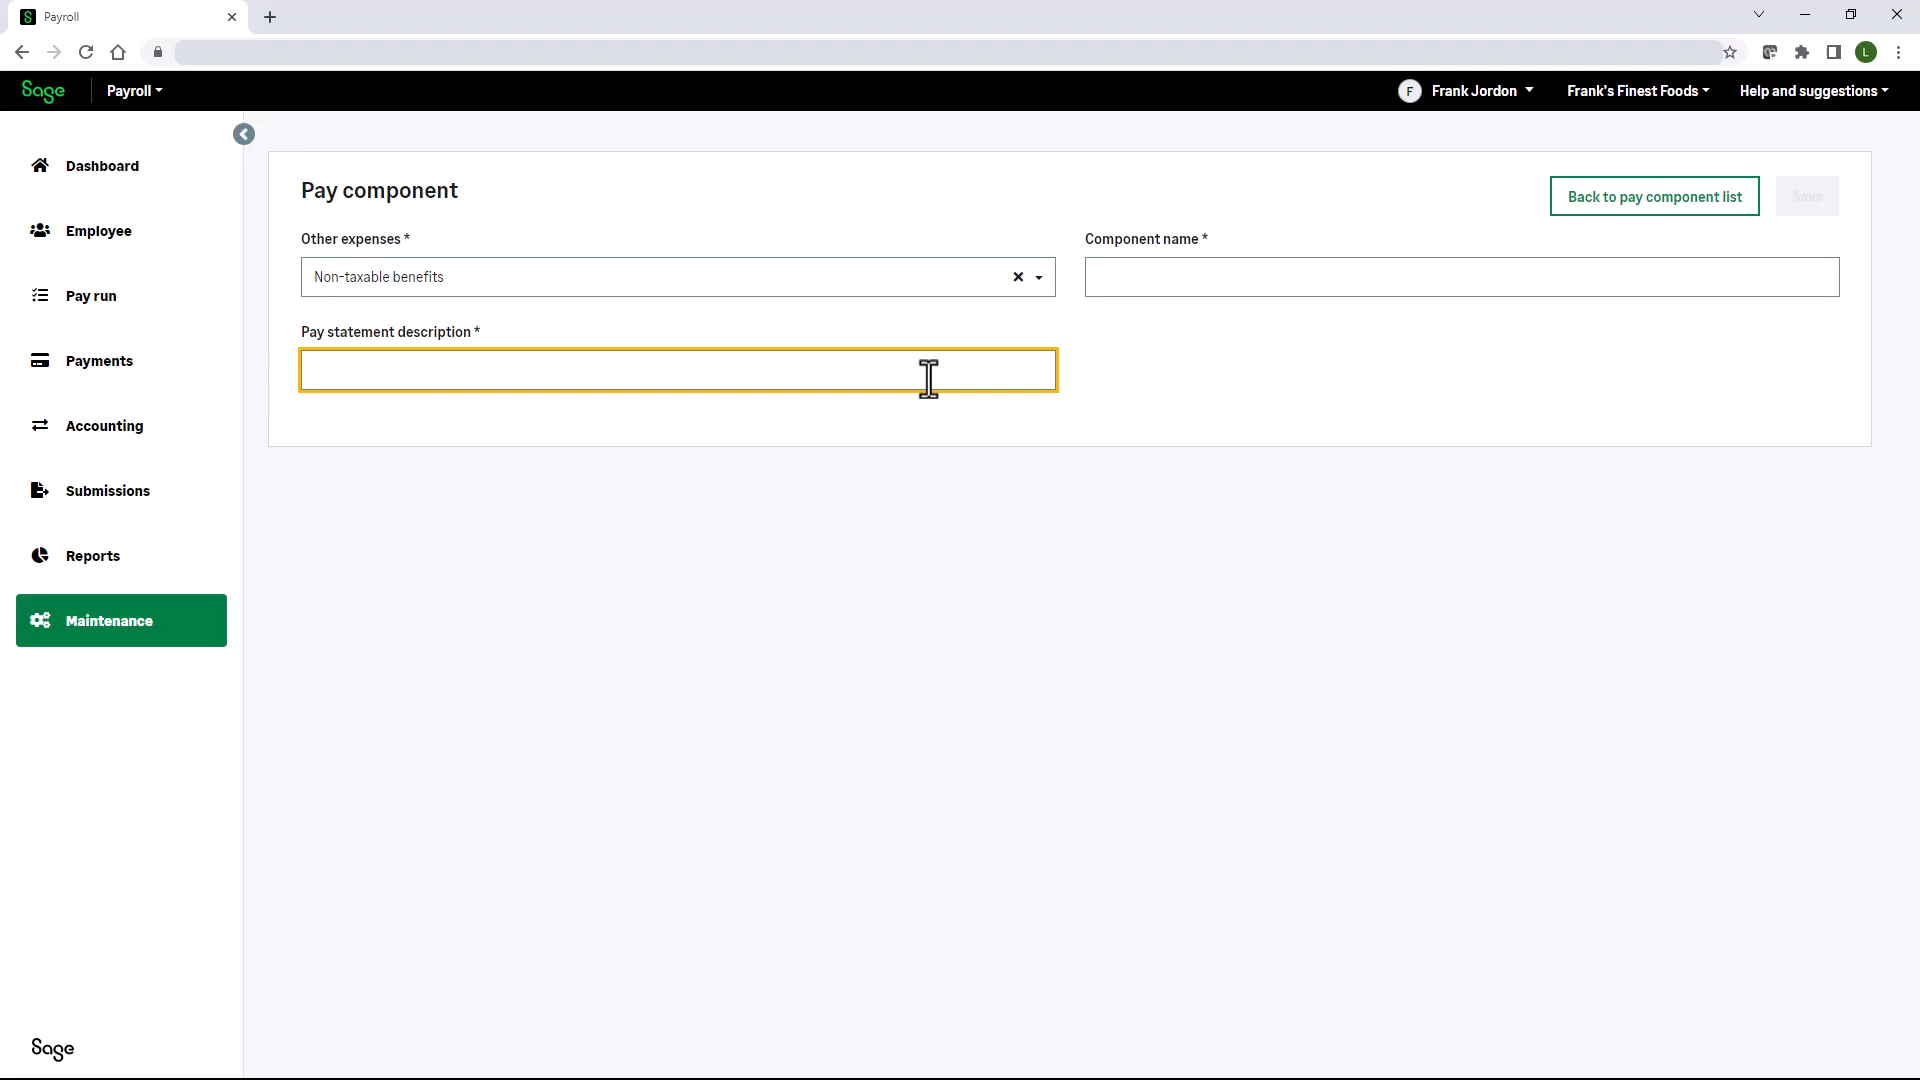 Payroll
Sage
Payroll
F
Frank Jordon
Frank's Finest Foods
Help and suggestions
L
Dashboard
Employee
Pay run
Payments
Accounting
Submissions
Reports
Maintenance
Pay component
Back to pay component list
Save
Other expenses *
Component name *
Non-taxable benefits
Pay statement description *
Sage